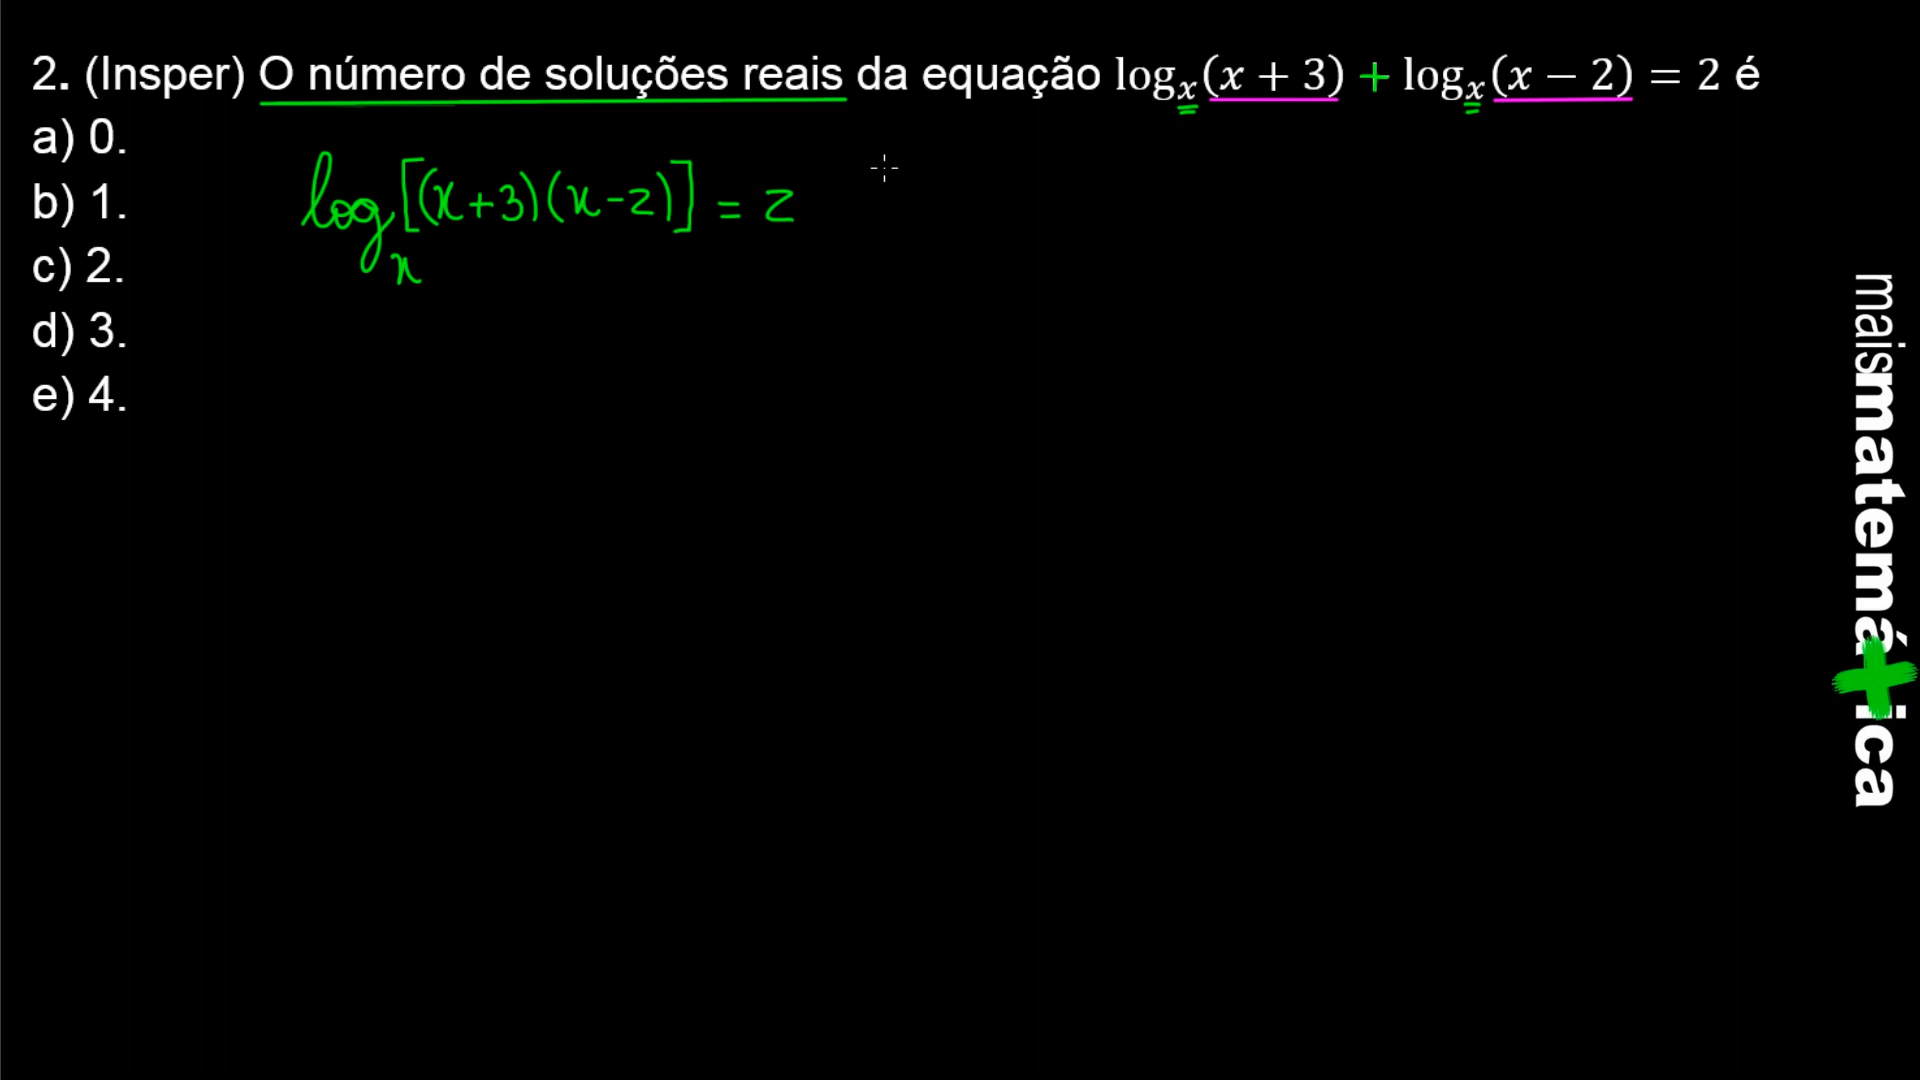 2. (Insper) O número de soluções reais da equação logₓ(x + 3) + logₓ(x − 2) = 2 é
a) 0.
b) 1.
c) 2.
d) 3.
e) 4.
logₓ[(x+3)(x-2)] = 2
maismatemática